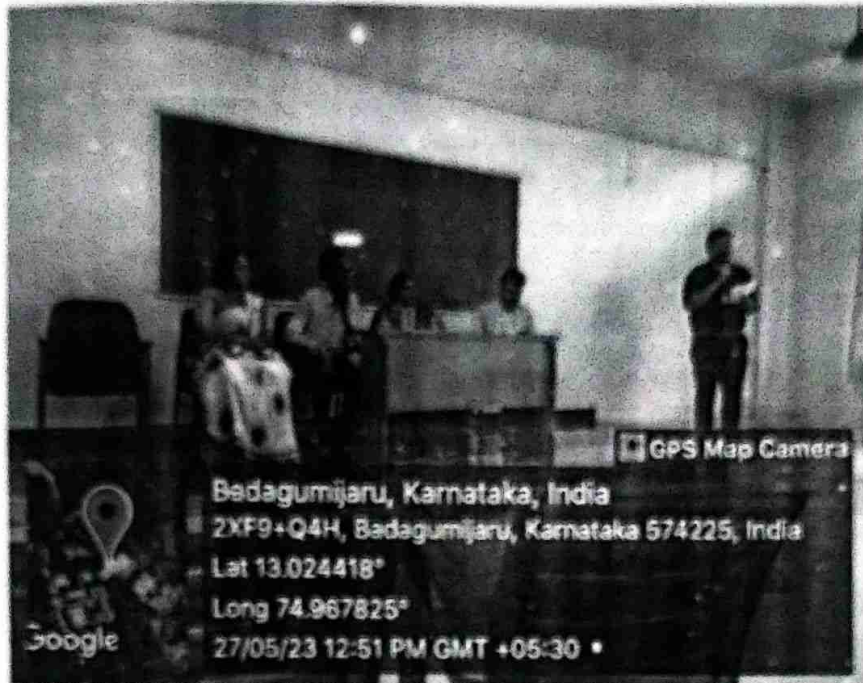 GPS Map Camera
Badagumijaru, Karnataka, India
2XF9+Q4H, Badagumijaru, Karnataka 574225, India
Lat 13.024418°
Long 74.967825°
27/05/23 12:51 PM GMT +05:30
Google